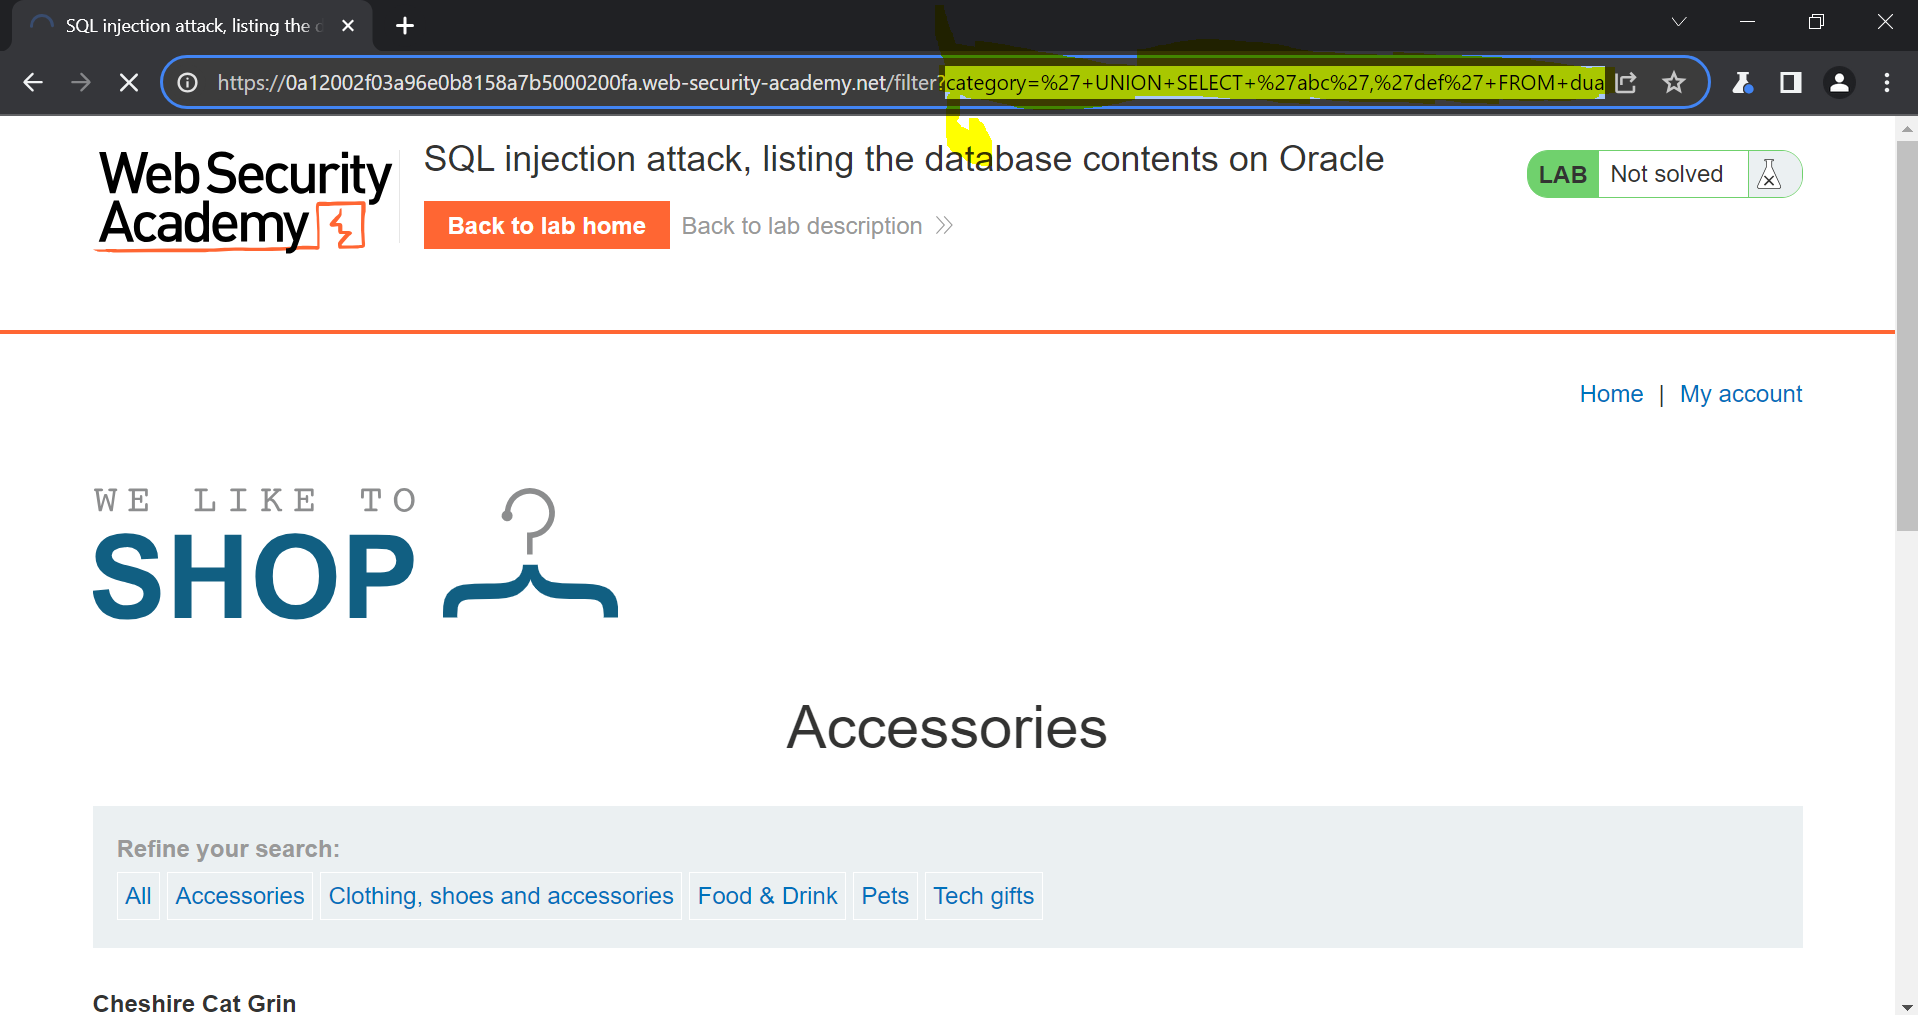 SQL injection attack, listing the d
https://0a12002f03a96e0b8158a7b5000200fa.web-security-academy.net/filter?category=%27+UNION+SELECT+%27abc%27,%27def%27+FROM+dua
WebSecurity
Academy
SQL injection attack, listing the database contents on Oracle
Back to lab home Back to lab description
LAB Not solved
Home | My account
WE LIKE TO
SHOP
Accessories
Refine your search:
All Accessories Clothing, shoes and accessories Food & Drink Pets Tech gifts
Cheshire Cat Grin